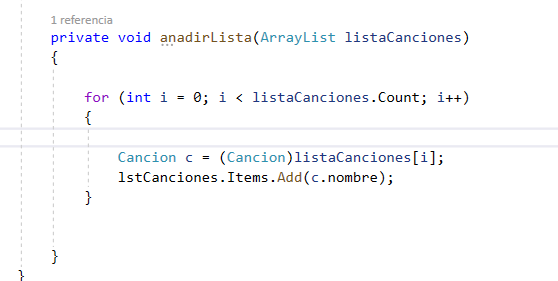 1 referencia
private void anadirLista(ArrayList listaCanciones)
{
for (int i = 0; i < listaCanciones.Count; i++)
{
Cancion c = (Cancion)listaCanciones[i];
lstCanciones.Items.Add(c.nombre);
}
}
}